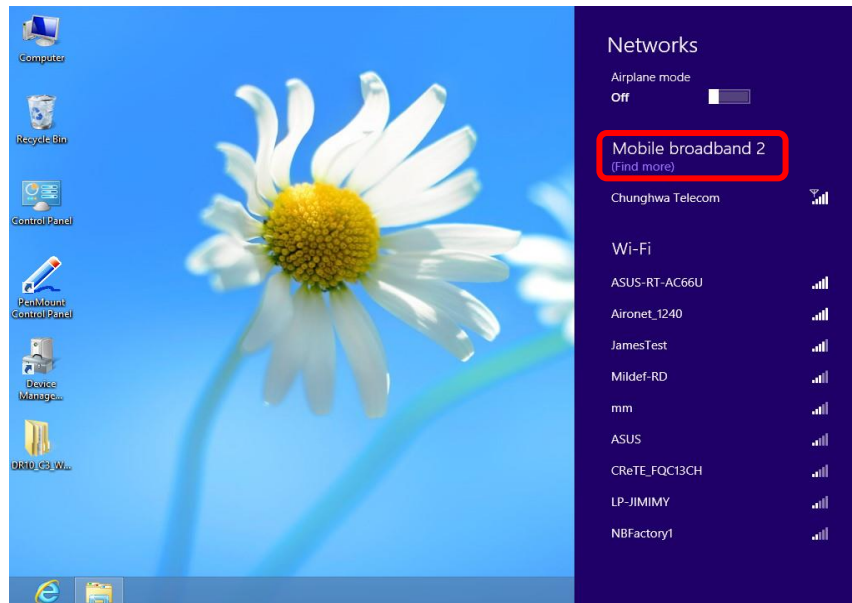 Computer
Recycle Bin
Control Panel
PenMount
Control Panel
Device
Manage...
DRT0_C3_W...
Networks
Airplane mode
Off
Mobile broadband 2
(Find more)
Chunghwa Telecom
Wi-Fi
ASUS-RT-AC66U
Aironet_1240
JamesTest
Mildef-RD
mm
ASUS
CReTE_FQC13CH
LP-JIMIMY
NBFactory1